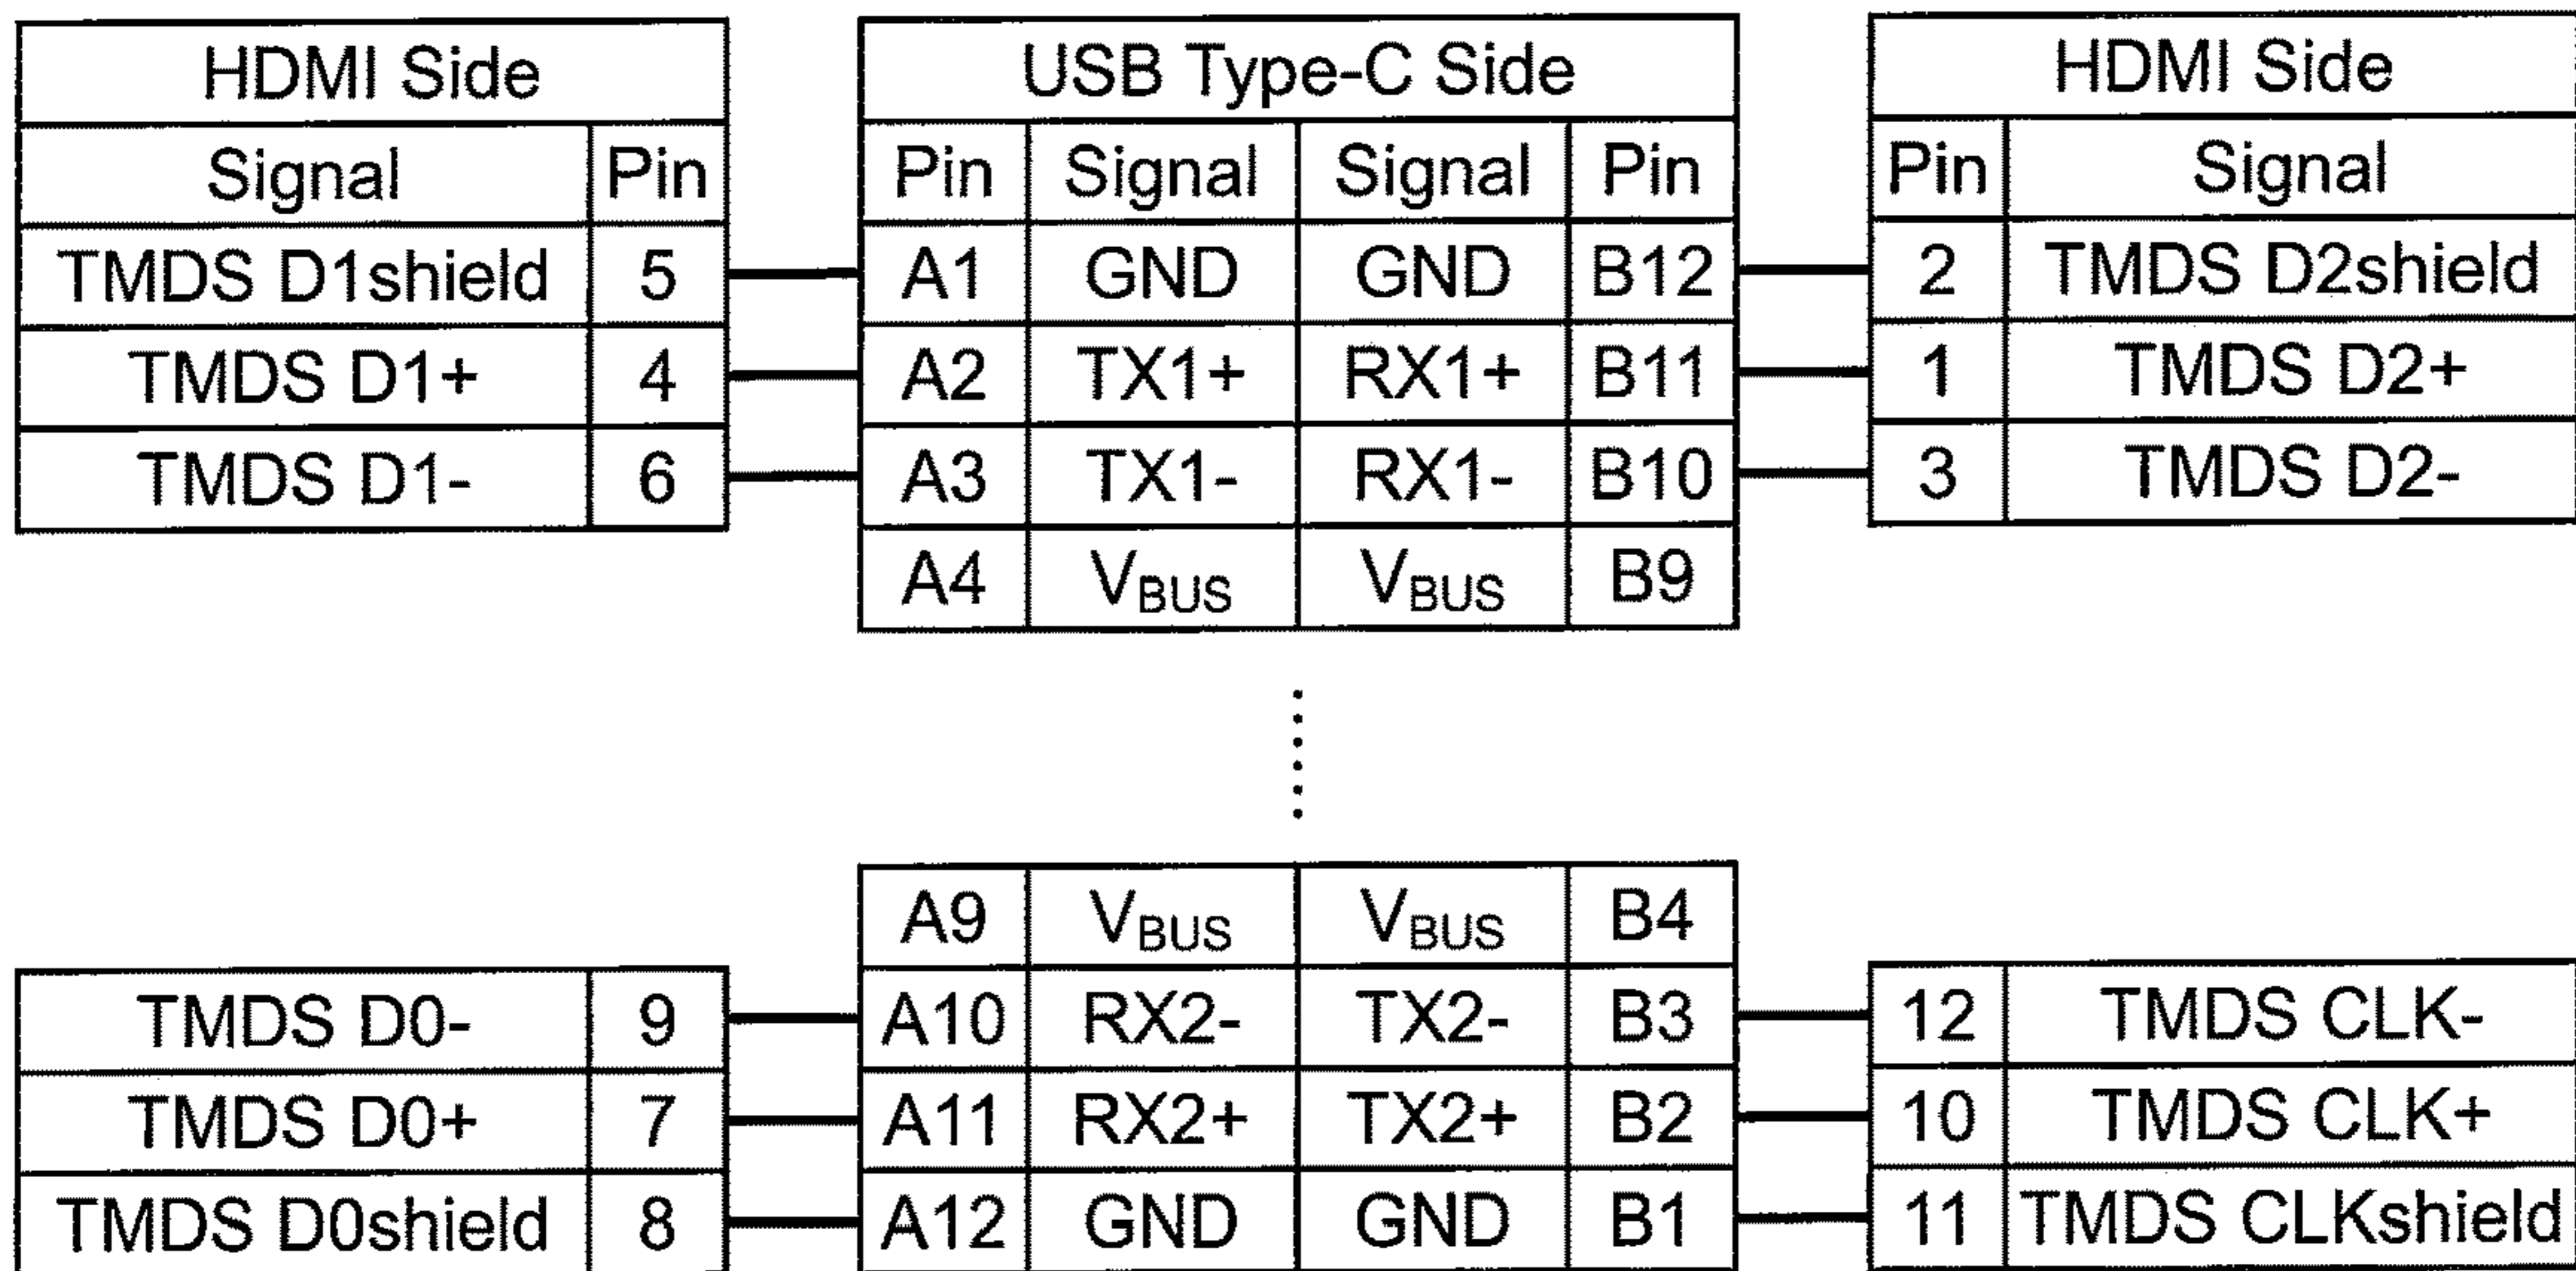 HDMI Side USB Type-C Side HDMI Side
Signal Pin Pin Signal Signal Pin Pin Signal
TMDS D1shield 5 A1 GND GND B12 2 TMDS D2shield
TMDS D1+ 4 A2 TX1+ RX1+ B11 1 TMDS D2+
TMDS D1- 6 A3 TX1- RX1- B10 3 TMDS D2-
A4 VBUS VBUS B9
A9 VBUS VBUS B4
TMDS D0- 9 A10 RX2- TX2- B3 12 TMDS CLK-
TMDS D0+ 7 A11 RX2+ TX2+ B2 10 TMDS CLK+
TMDS D0shield 8 A12 GND GND B1 11 TMDS CLKshield